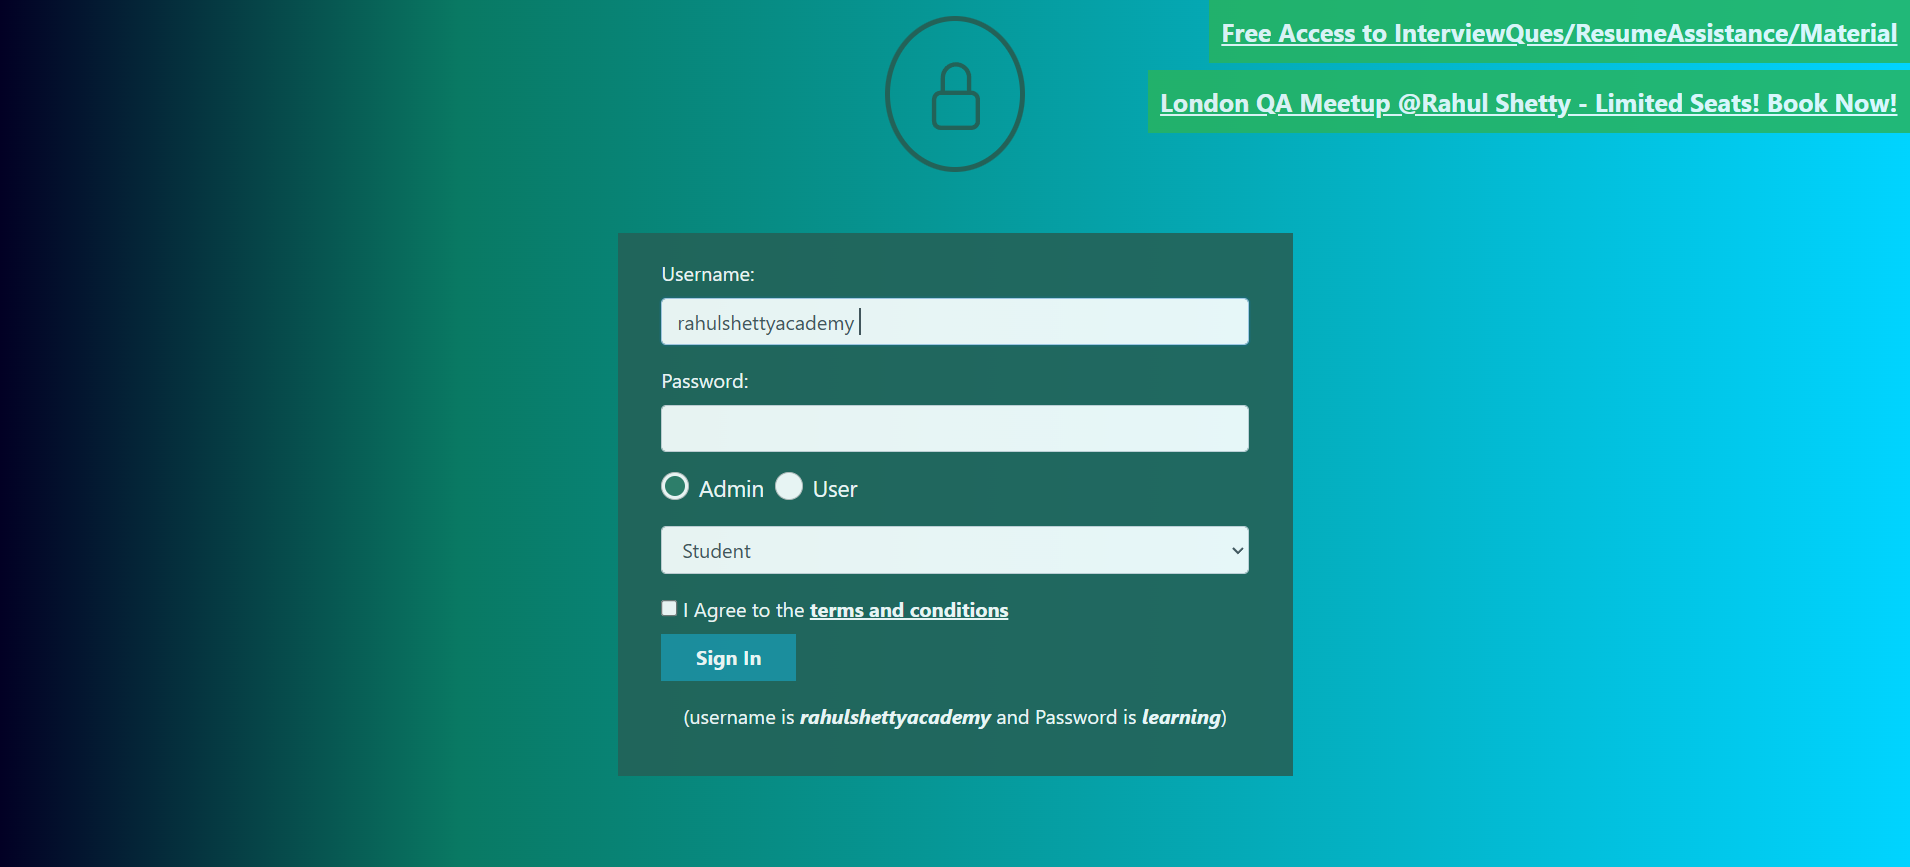 Free Access to InterviewQues/ResumeAssistance/Material
London QA Meetup @Rahul Shetty - Limited Seats! Book Now!
Username:
rahulshettyacademy
Password:
Admin User
Student
I Agree to the terms and conditions
Sign In
(username is rahulshettyacademy and Password is learning)